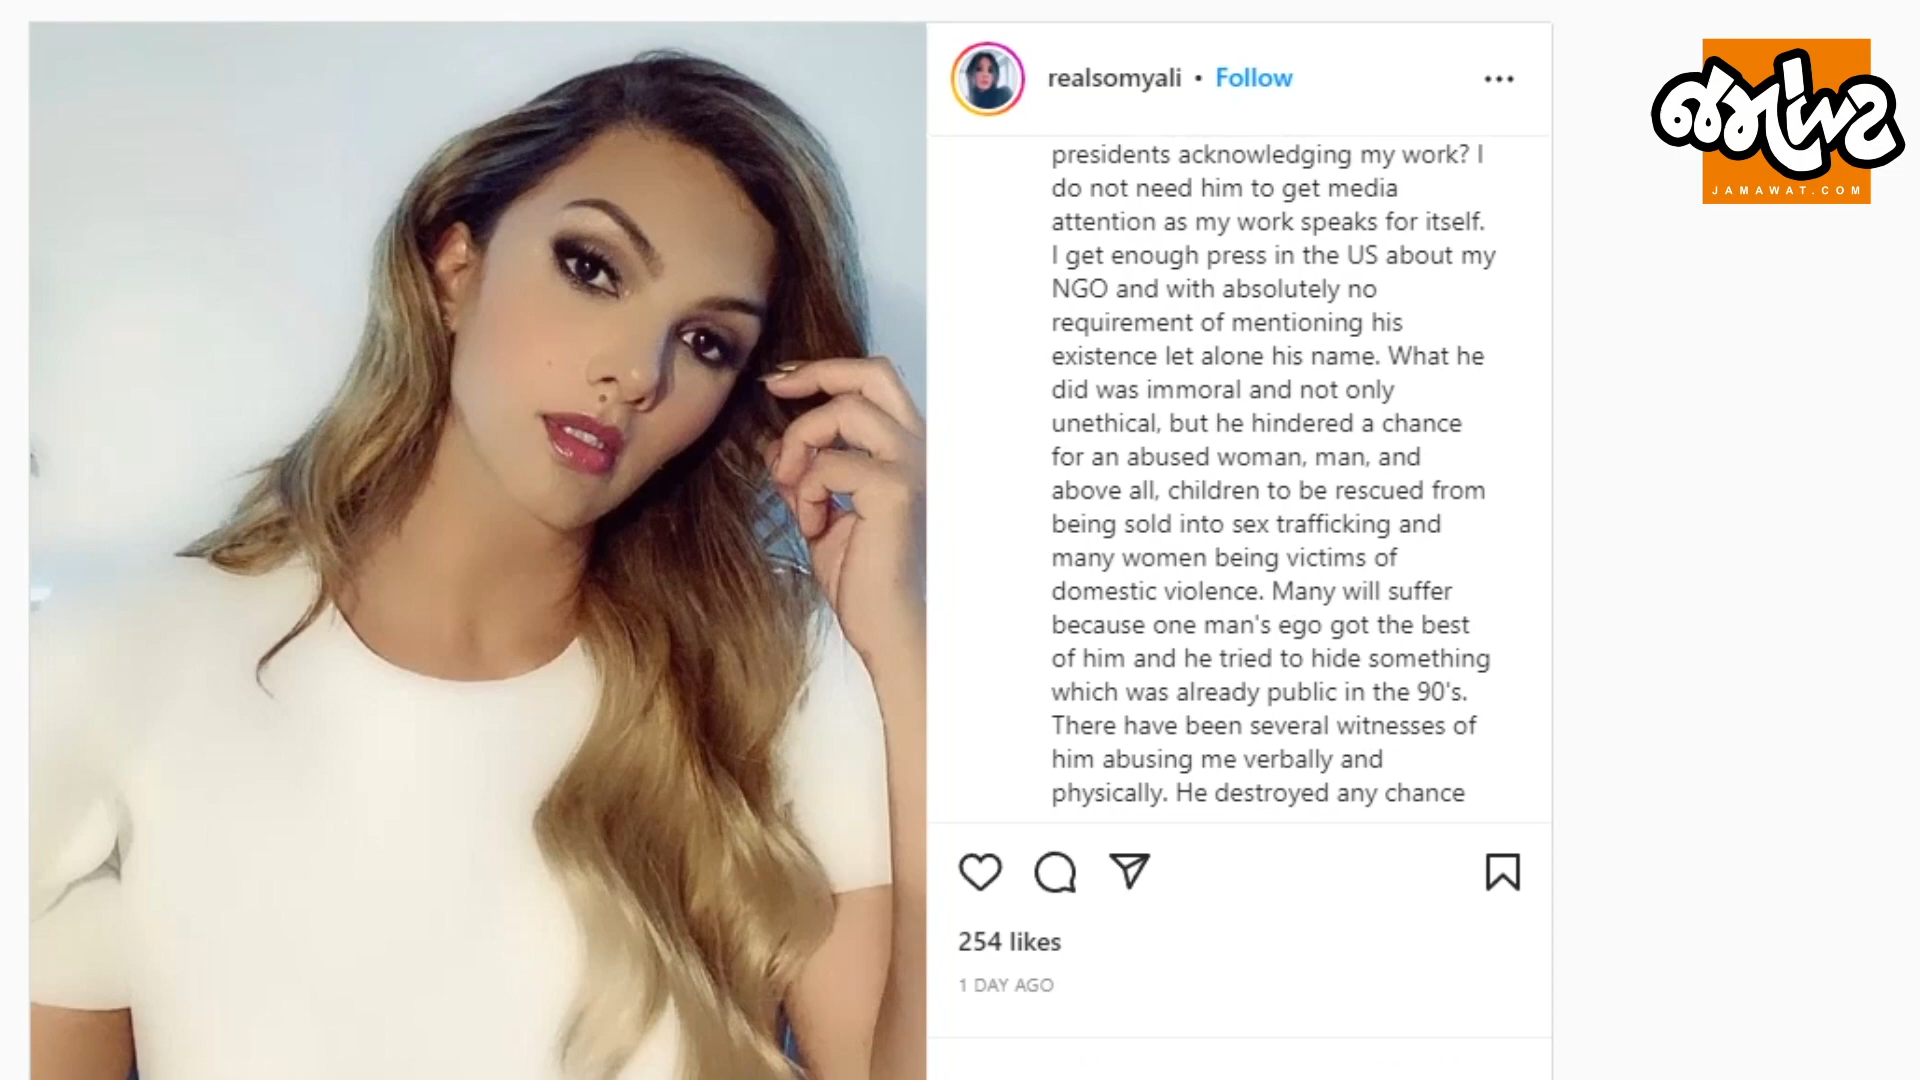 realsomyali • Follow
presidents acknowledging my work? I
do not need him to get media
attention as my work speaks for itself.
I get enough press in the US about my
NGO and with absolutely no
requirement of mentioning his
existence let alone his name. What he
did was immoral and not only
unethical, but he hindered a chance
for an abused woman, man, and
above all, children to be rescued from
being sold into sex trafficking and
many women being victims of
domestic violence. Many will suffer
because one man's ego got the best
of him and he tried to hide something
which was already public in the 90's.
There have been several witnesses of
him abusing me verbally and
physically. He destroyed any chance
254 likes
1 DAY AGO
જમાવટ
JAMAWAT.COM